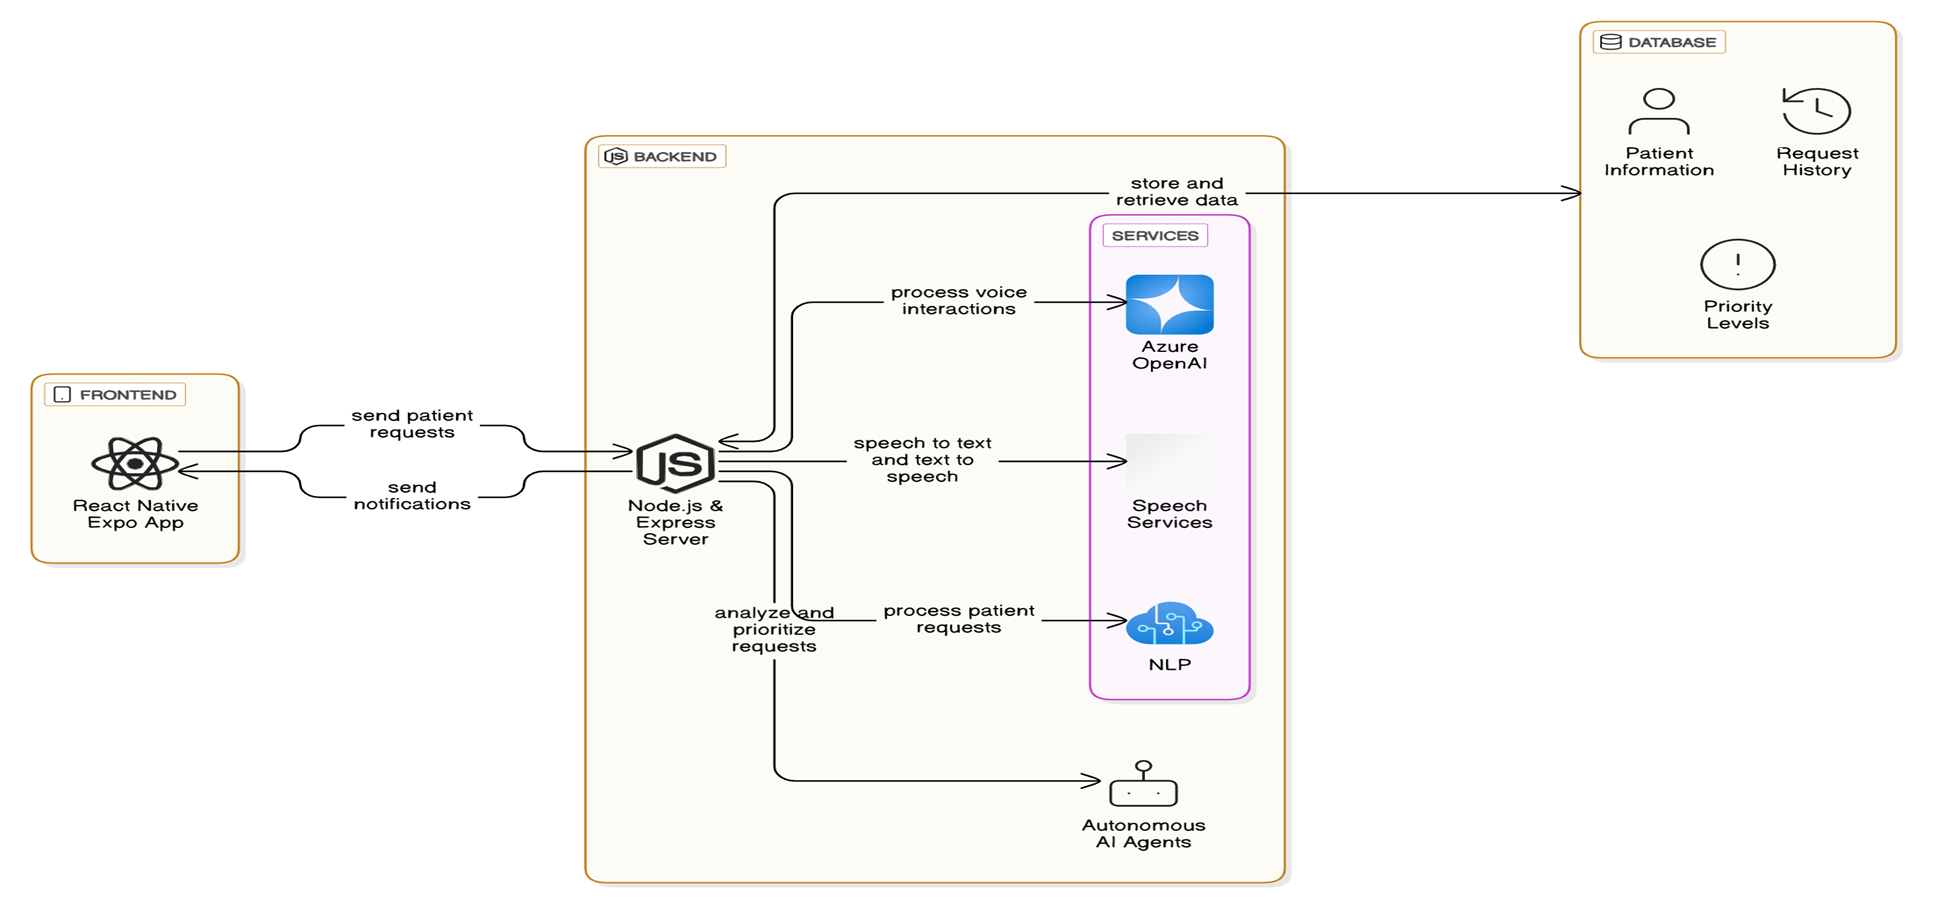 FRONTEND
React Native
Expo App
send patient
requests
send
notifications
JS BACKEND
JS
Node.js &
Express
Server
store and
retrieve data
SERVICES
process voice
interactions
Azure
OpenAI
speech to text
and text to
speech
Speech
Services
analyze and
prioritize
requests
process patient
requests
NLP
Autonomous
AI Agents
DATABASE
Patient
Information
Request
History
!
Priority
Levels